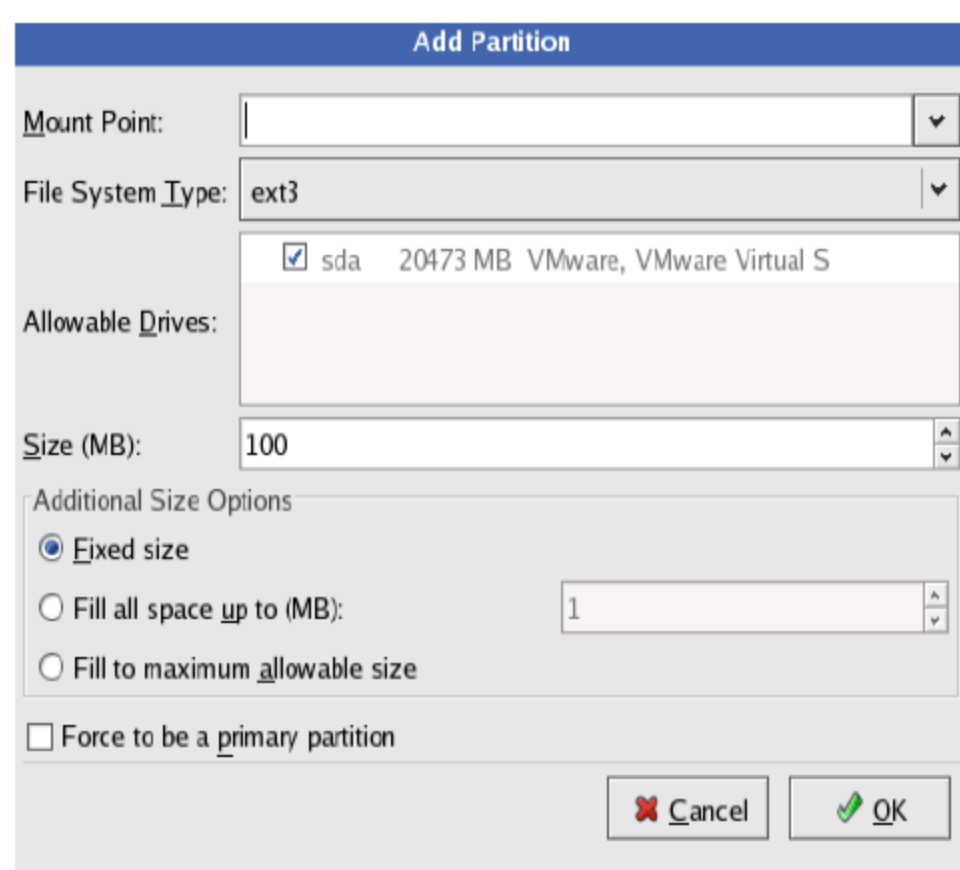 Add Partition
Mount Point:
File System Type: ext3
sda 20473 MB VMware, VMware Virtual S
Allowable Drives:
Size (MB): 100
Additional Size Options
Fixed size
Fill all space up to (MB): 1
Fill to maximum allowable size
Force to be a primary partition
Cancel OK